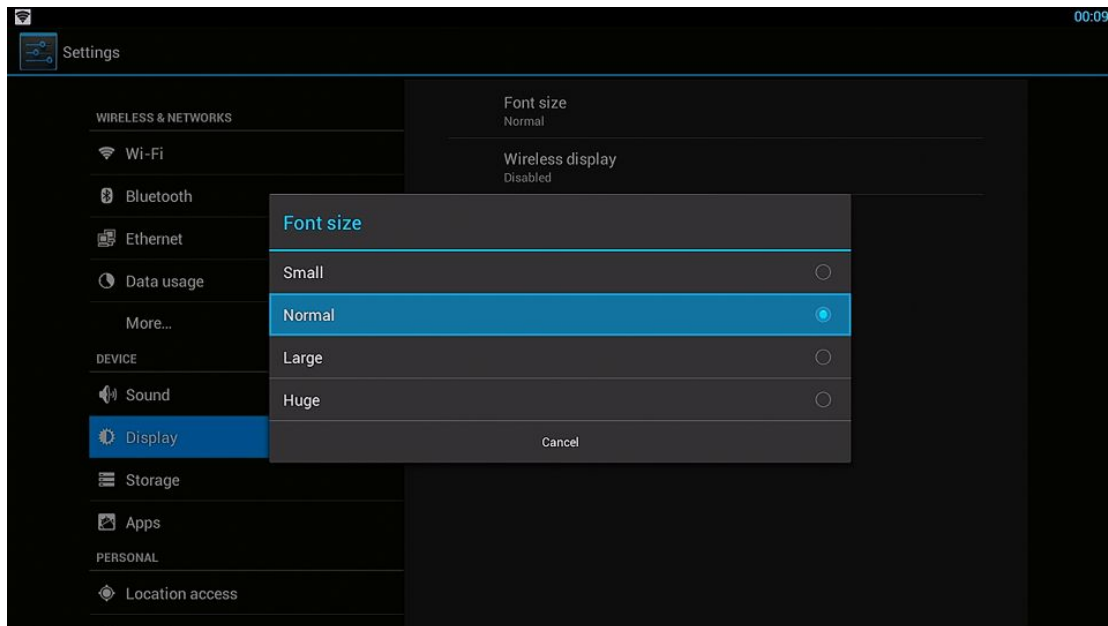 00:09
Settings
WIRELESS & NETWORKS
Wi-Fi
Bluetooth
Ethernet
Data usage
More...
DEVICE
Sound
Display
Storage
Apps
PERSONAL
Location access
Font size
Normal
Wireless display
Disabled
Font size
Small
Normal
Large
Huge
Cancel